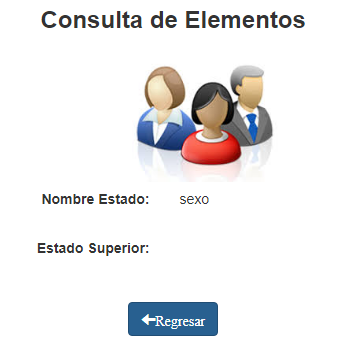 Consulta de Elementos
Nombre Estado: sexo
Estado Superior:
Regresar